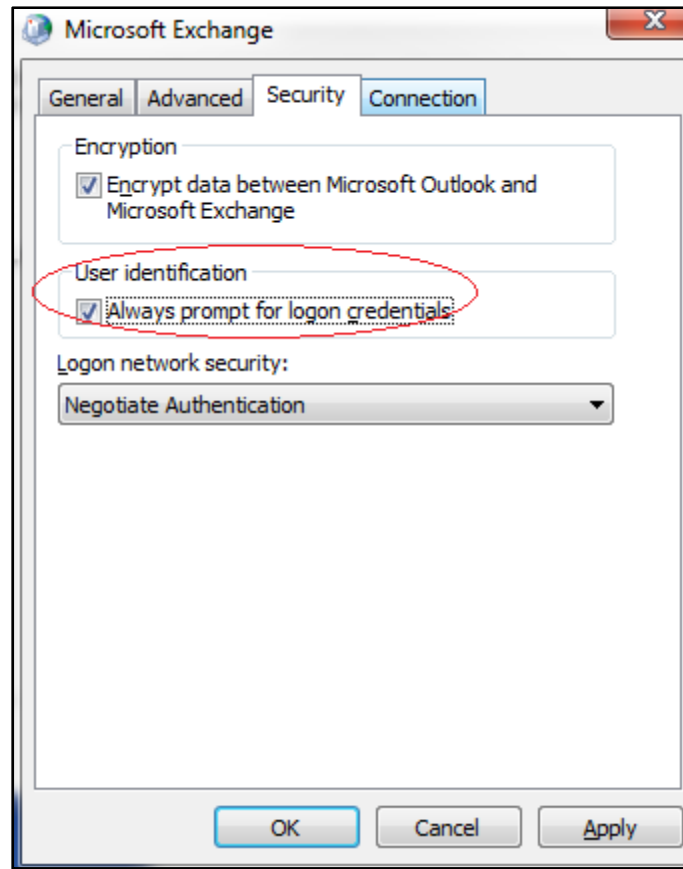 Microsoft Exchange
General Advanced Security Connection
Encryption
Encrypt data between Microsoft Outlook and
Microsoft Exchange
User identification
Always prompt for logon credentials
Logon network security:
Negotiate Authentication
OK Cancel Apply